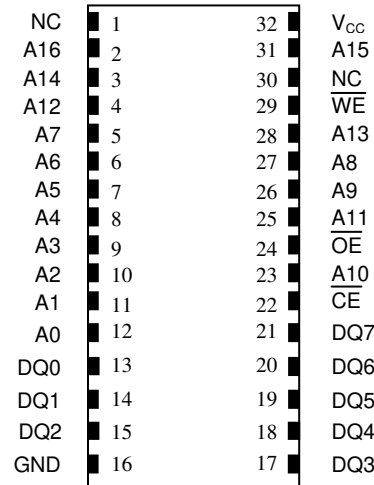 NC 1 32 VCC
A16 2 31 A15
A14 3 30 NC
A12 4 29 WE
A7 5 28 A13
A6 6 27 A8
A5 7 26 A9
A4 8 25 A11
A3 9 24 OE
A2 10 23 A10
A1 11 22 CE
A0 12 21 DQ7
DQ0 13 20 DQ6
DQ1 14 19 DQ5
DQ2 15 18 DQ4
GND 16 17 DQ3